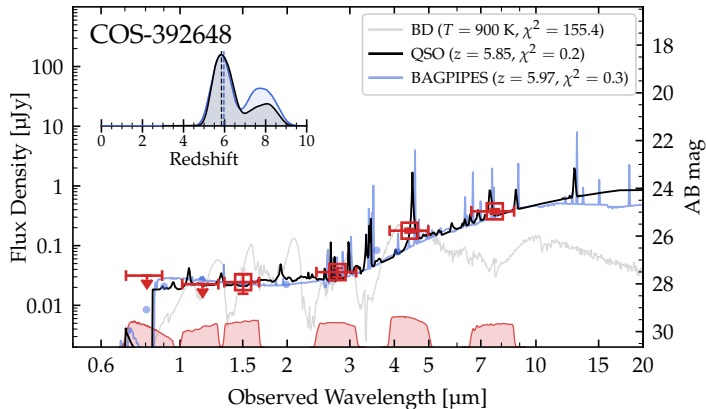 COS-392648
BD (T = 900 K, χ² = 155.4)
QSO (z = 5.85, χ² = 0.2)
BAGPIPES (z = 5.97, χ² = 0.3)
100
10
1
0.1
0.01
Flux Density [μJy]
0 2 4 6 8 10
Redshift
18
20
22
24
26
28
30
AB mag
0.6 1 1.5 2 3 4 5 7 10 15 20
Observed Wavelength [μm]